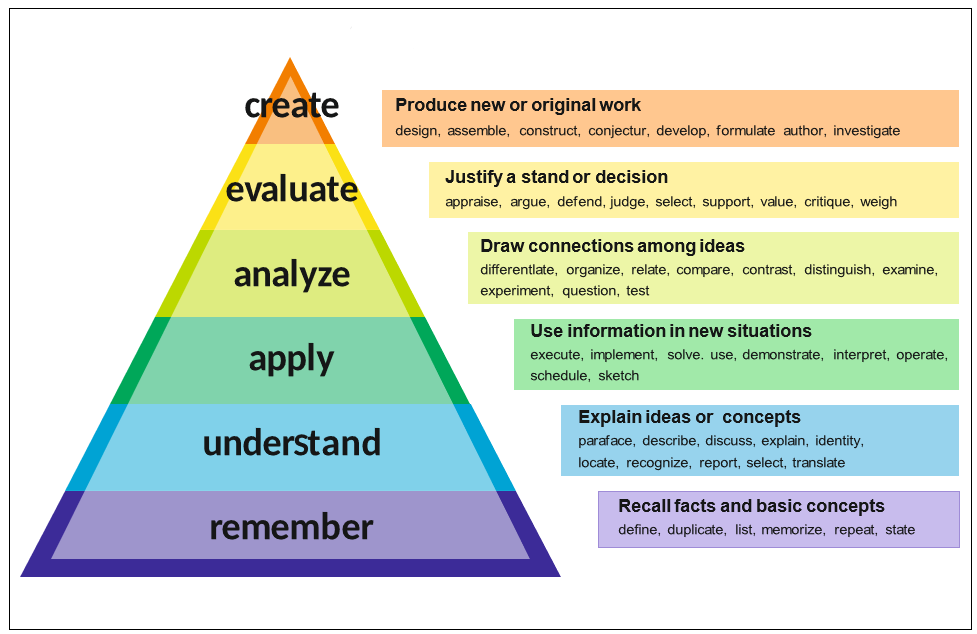 create
Produce new or original work
design, assemble, construct, conjectur, develop, formulate author, investigate
evaluate
Justify a stand or decision
appraise, argue, defend, judge, select, support, value, critique, weigh
analyze
Draw connections among ideas
differentlate, organize, relate, compare, contrast, distinguish, examine,
experiment, question, test
apply
Use information in new situations
execute, implement, solve. use, demonstrate, interpret, operate,
schedule, sketch
understand
Explain ideas or concepts
paraface, describe, discuss, explain, identity,
locate, recognize, report, select, translate
remember
Recall facts and basic concepts
define, duplicate, list, memorize, repeat, state